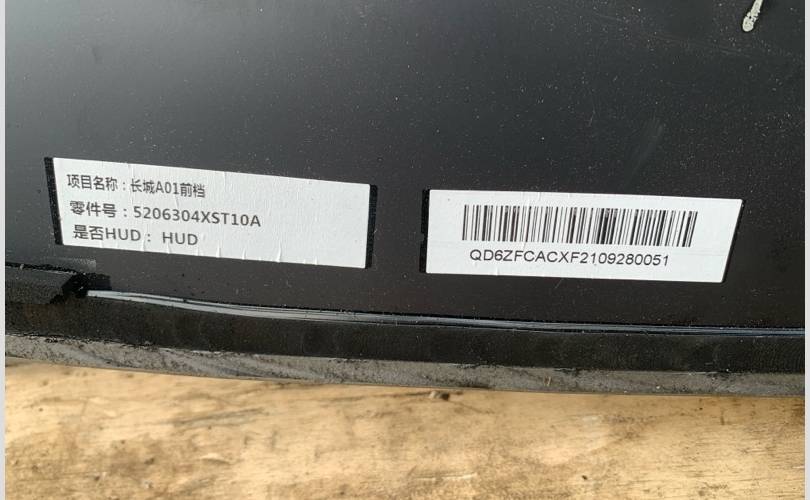 项目名称：长城A01前档
零件号：5206304XST10A
是否HUD： HUD
QD6ZFCACXF2109280051